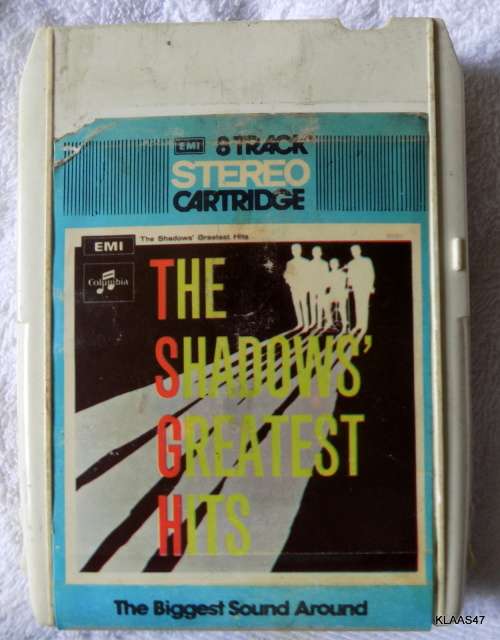 EMI 8 TRACK
STEREO
CARTRIDGE
EMI
The Shadows' Greatest Hits
Columbia
THE
SHADOWS'
GREATEST
HITS
The Biggest Sound Around
KLAAS47